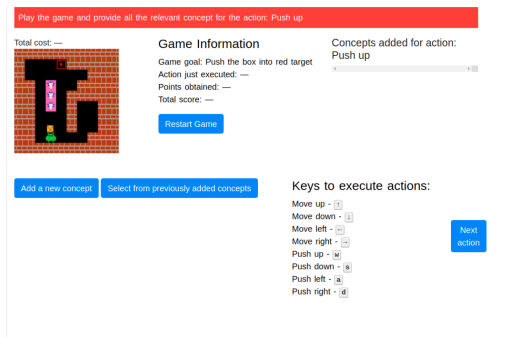 Play the game and provide all the relevant concept for the action: Push up
Total cost: —
Game Information
Game goal: Push the box into red target
Action just executed: —
Points obtained: —
Total score: —
Restart Game
Concepts added for action:
Push up
Add a new concept
Select from previously added concepts
Keys to execute actions:
Move up - ↑
Move down - ↓
Move left - ←
Move right - →
Push up - w
Push down - s
Push left - a
Push right - d
Next
action